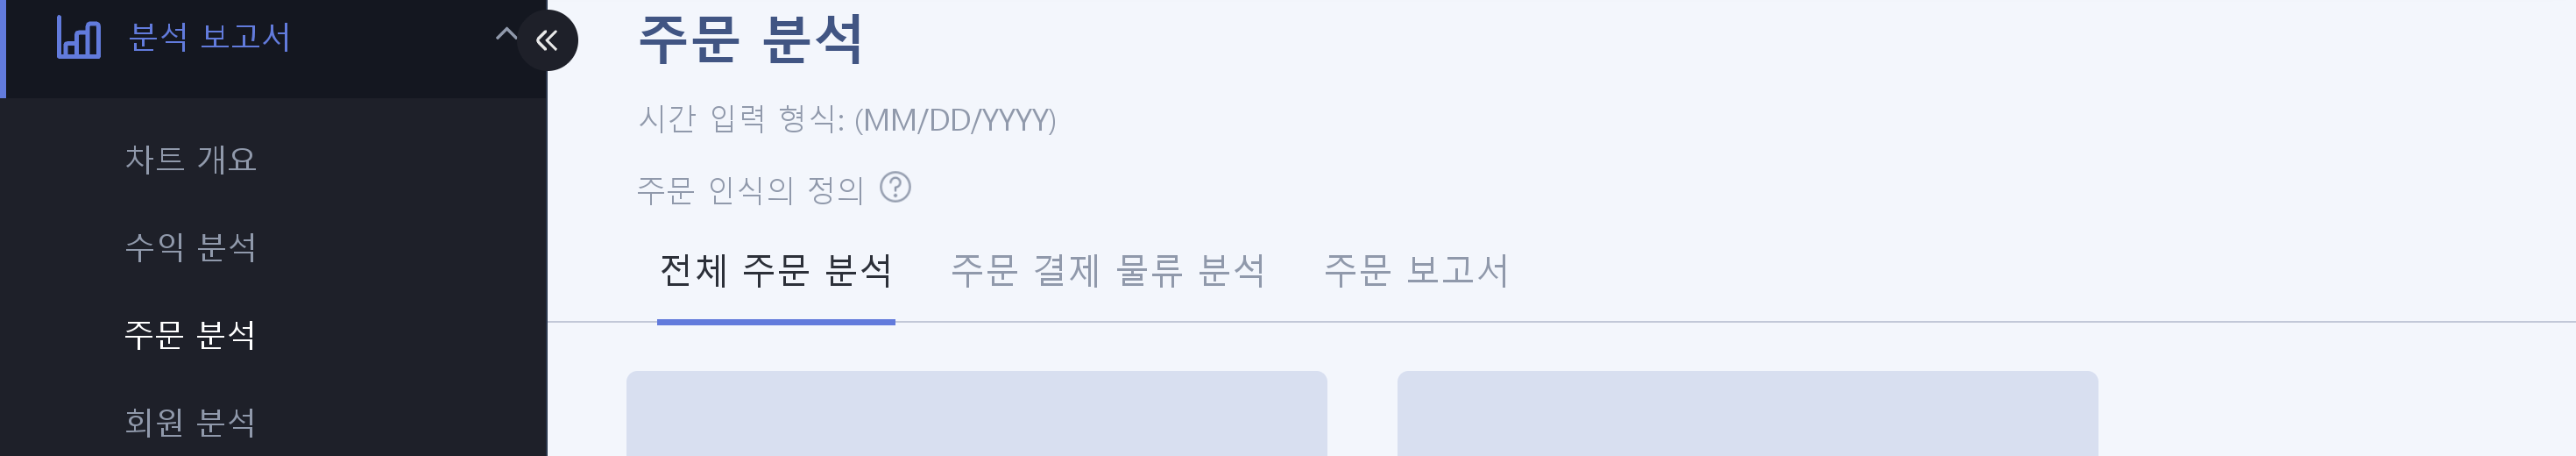 분석 보고서
차트 개요
수익 분석
주문 분석
회원 분석
주문 분석
시간 입력 형식: (MM/DD/YYYY)
주문 인식의 정의 ?
전체 주문 분석 주문 결제 물류 분석 주문 보고서